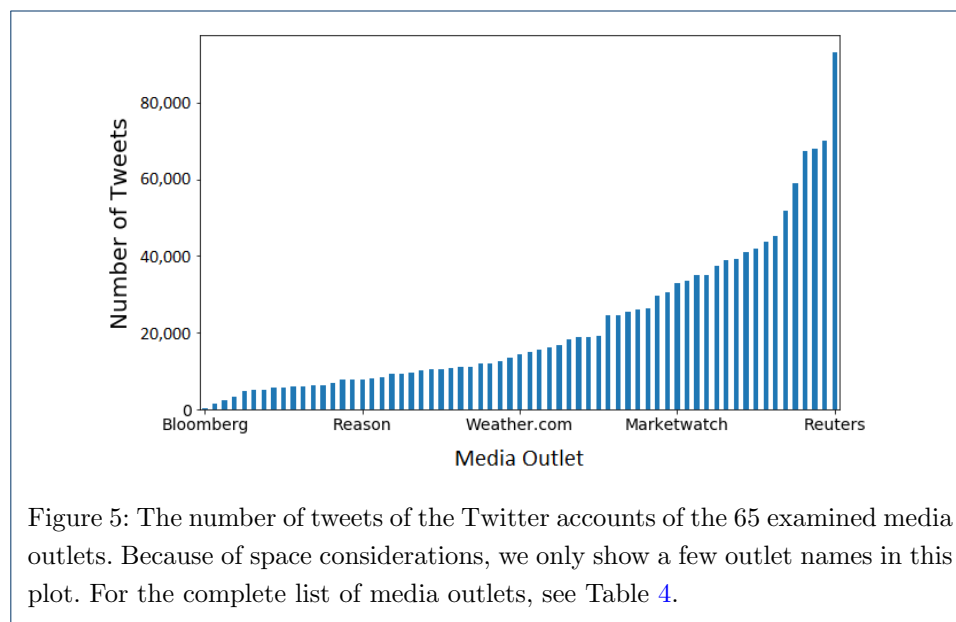 80,000
60,000
40,000
20,000
0
Number of Tweets
Bloomberg Reason Weather.com Marketwatch Reuters
Media Outlet
Figure 5: The number of tweets of the Twitter accounts of the 65 examined media
outlets. Because of space considerations, we only show a few outlet names in this
plot. For the complete list of media outlets, see Table 4.